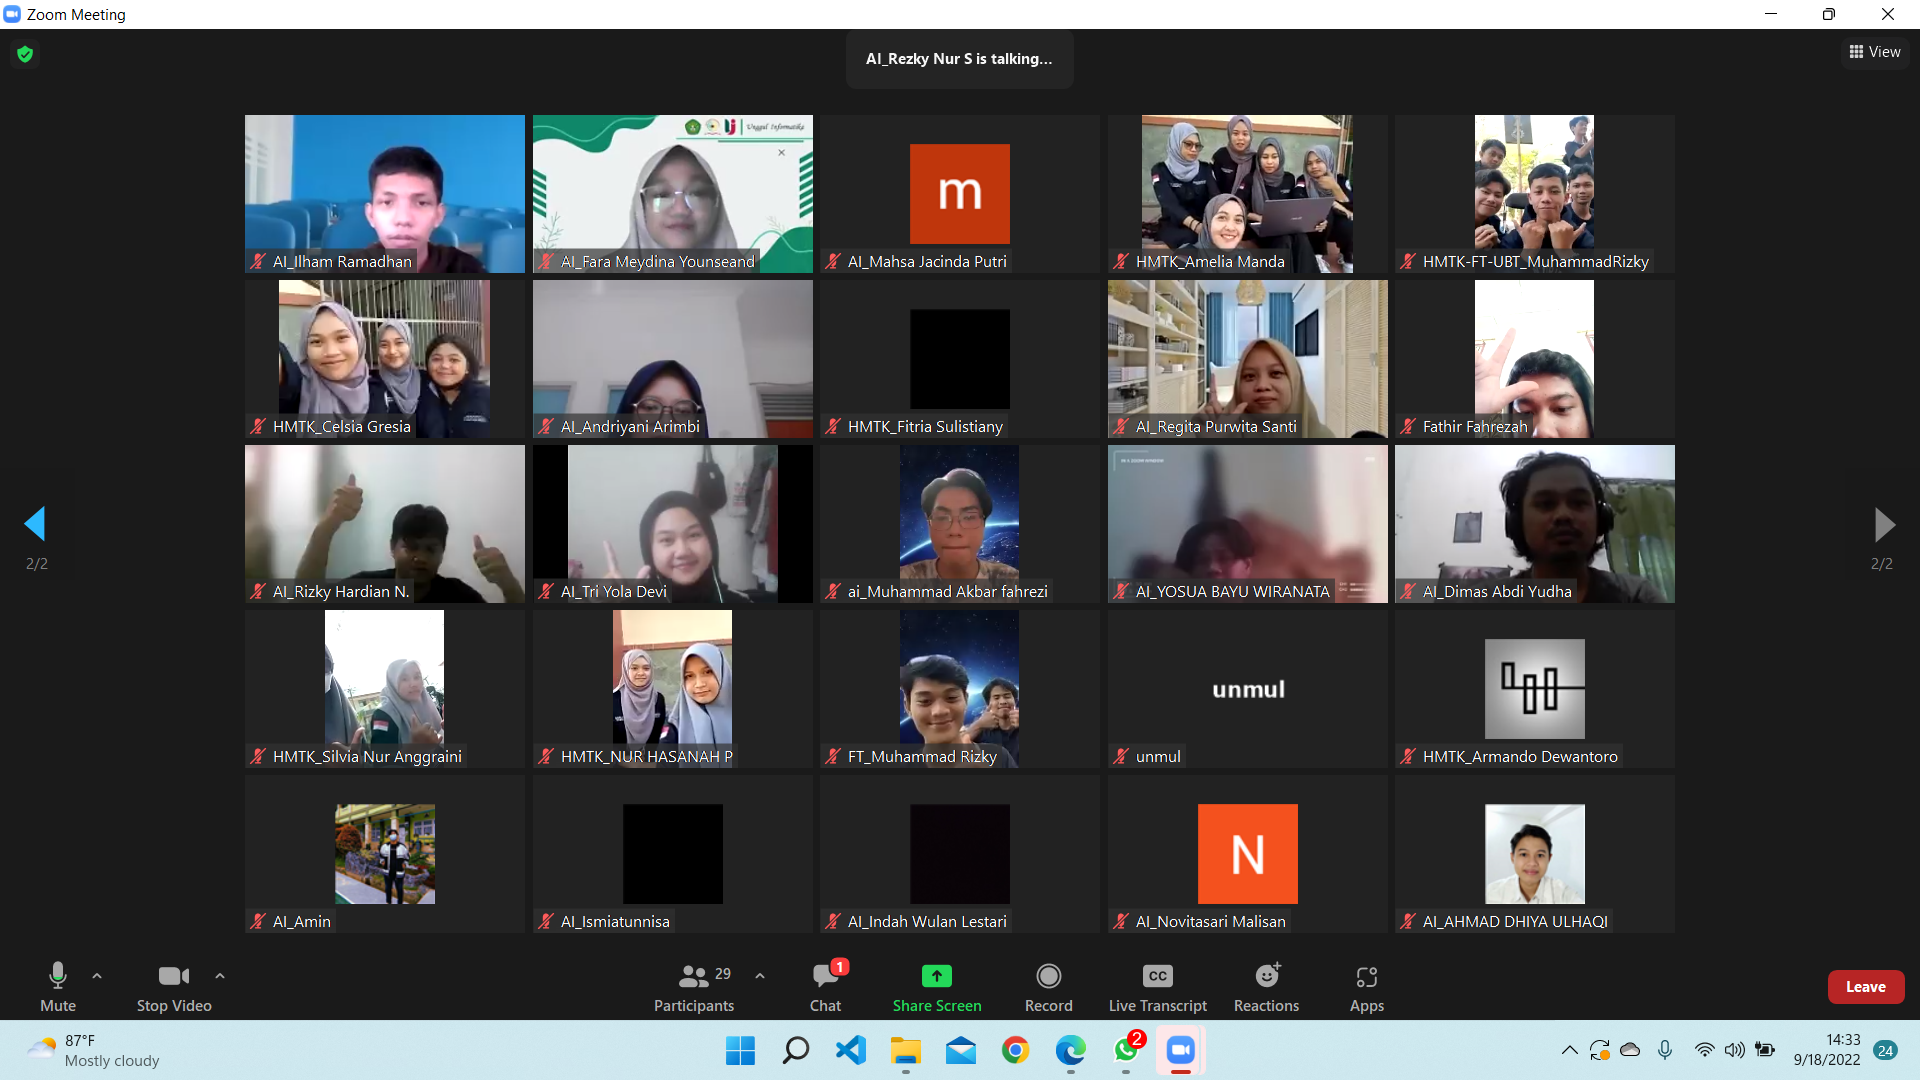 Zoom Meeting
AI_Rezky Nur S is talking...
View
Unggul Informatika
m
AI_Ilham Ramadhan
AI_Fara Meydina Younseand
AI_Mahsa Jacinda Putri
HMTK_Amelia Manda
HMTK-FT-UBT_MuhammadRizky
HMTK_Celsia Gresia
AI_Andriyani Arimbi
HMTK_Fitria Sulistiany
AI_Regita Purwita Santi
Fathir Fahrezah
2/2
2/2
AI_Rizky Hardian N.
AI_Tri Yola Devi
ai_Muhammad Akbar fahrezi
AI_YOSUA BAYU WIRANATA
AI_Dimas Abdi Yudha
unmul
HMTK_Silvia Nur Anggraini
HMTK_NUR HASANAH P
FT_Muhammad Rizky
unmul
HMTK_Armando Dewantoro
N
AI_Amin
AI_Ismiatunnisa
AI_Indah Wulan Lestari
AI_Novitasari Malisan
AI_AHMAD DHIYA ULHAQI
29
1
CC
Mute
Stop Video
Participants
Chat
Share Screen
Record
Live Transcript
Reactions
Apps
Leave
87°F
Mostly cloudy
2
14:33
9/18/2022
24